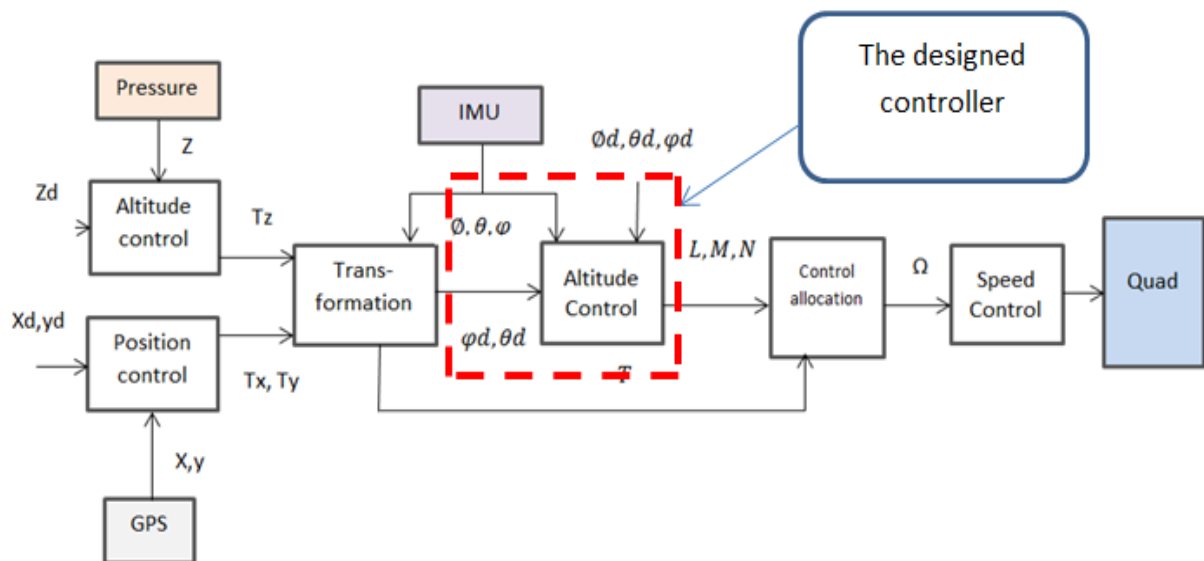 The designed
controller
Pressure
IMU
Z
Ød, θd, φd
Zd
Altitude
control
Tz
Ø, θ, φ
Trans-
formation
Altitude
Control
L, M, N
Control
allocation
Ω
Speed
Control
Quad
Xd,yd
Position
control
φd, θd
Tx, Ty
T
X,y
GPS